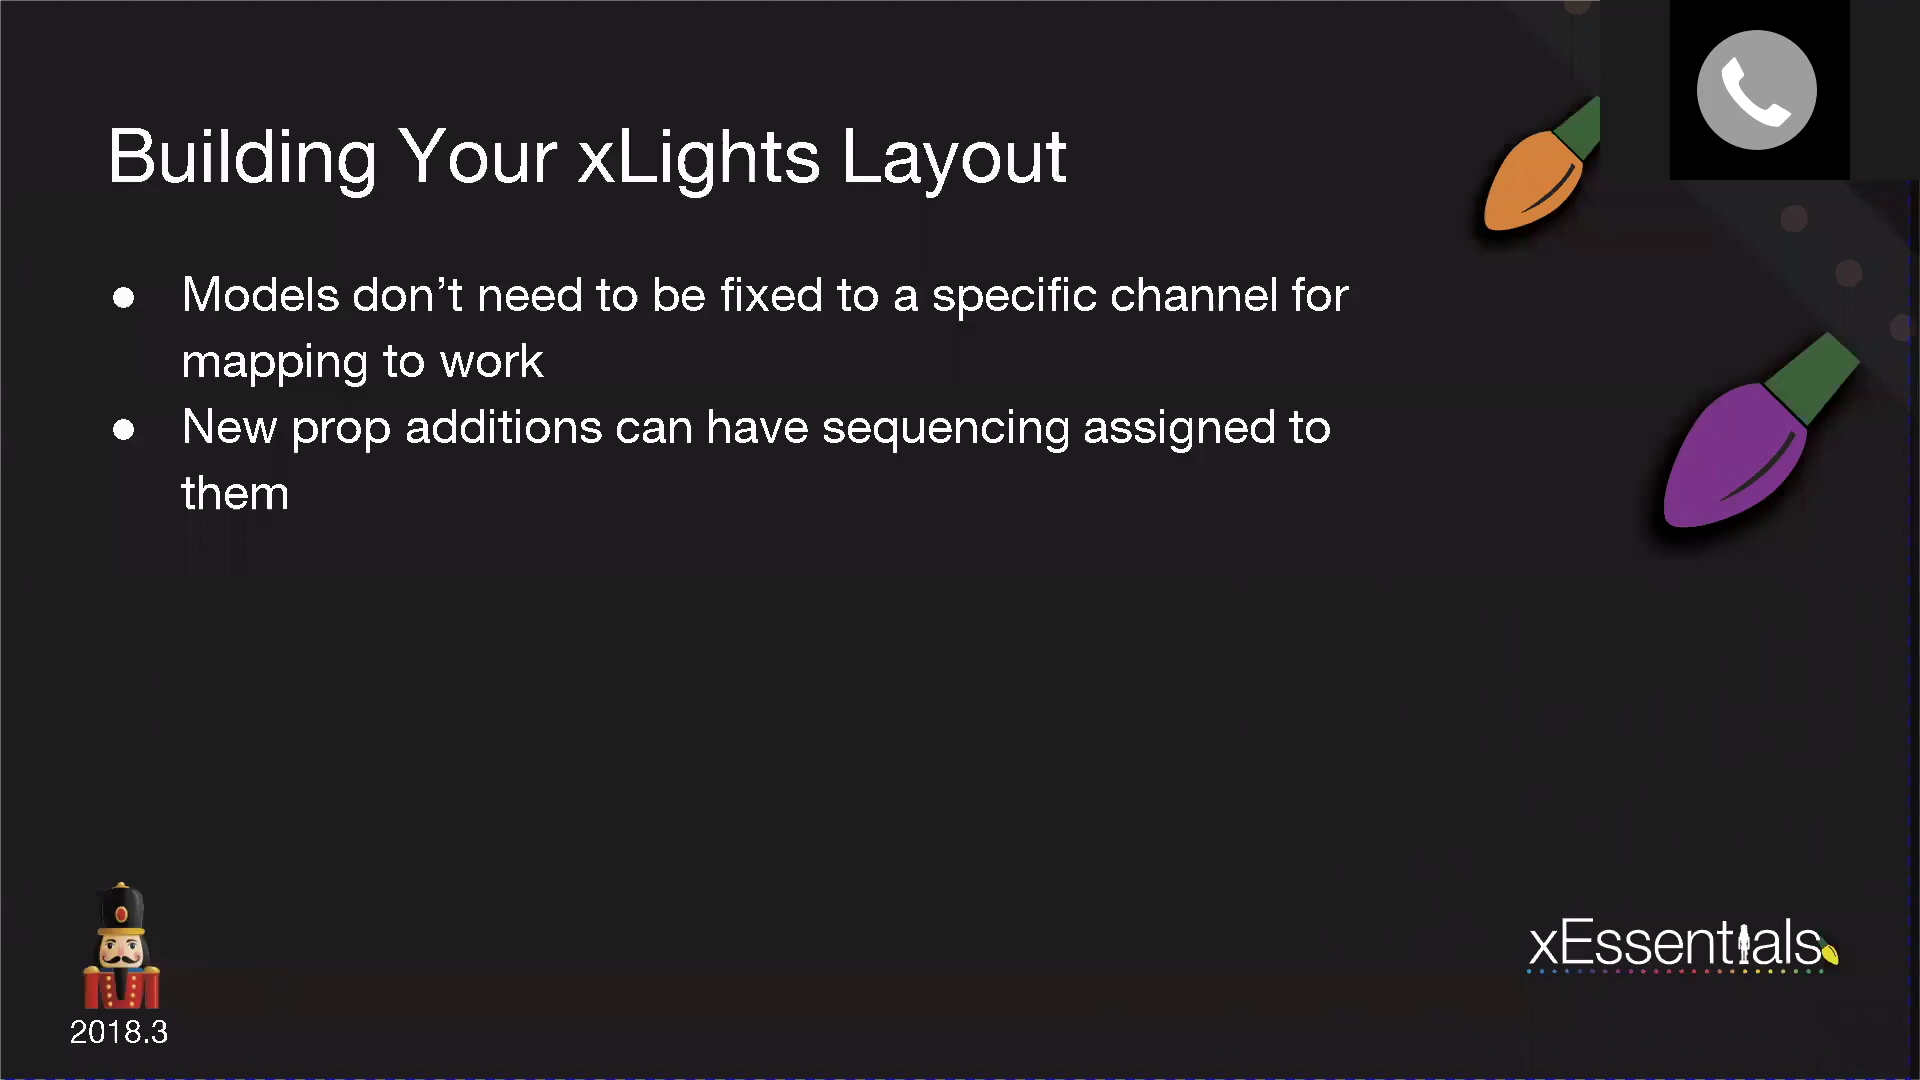 Building Your xLights Layout
● Models don’t need to be fixed to a specific channel for
mapping to work
● New prop additions can have sequencing assigned to
them
xEssentials
2018.3